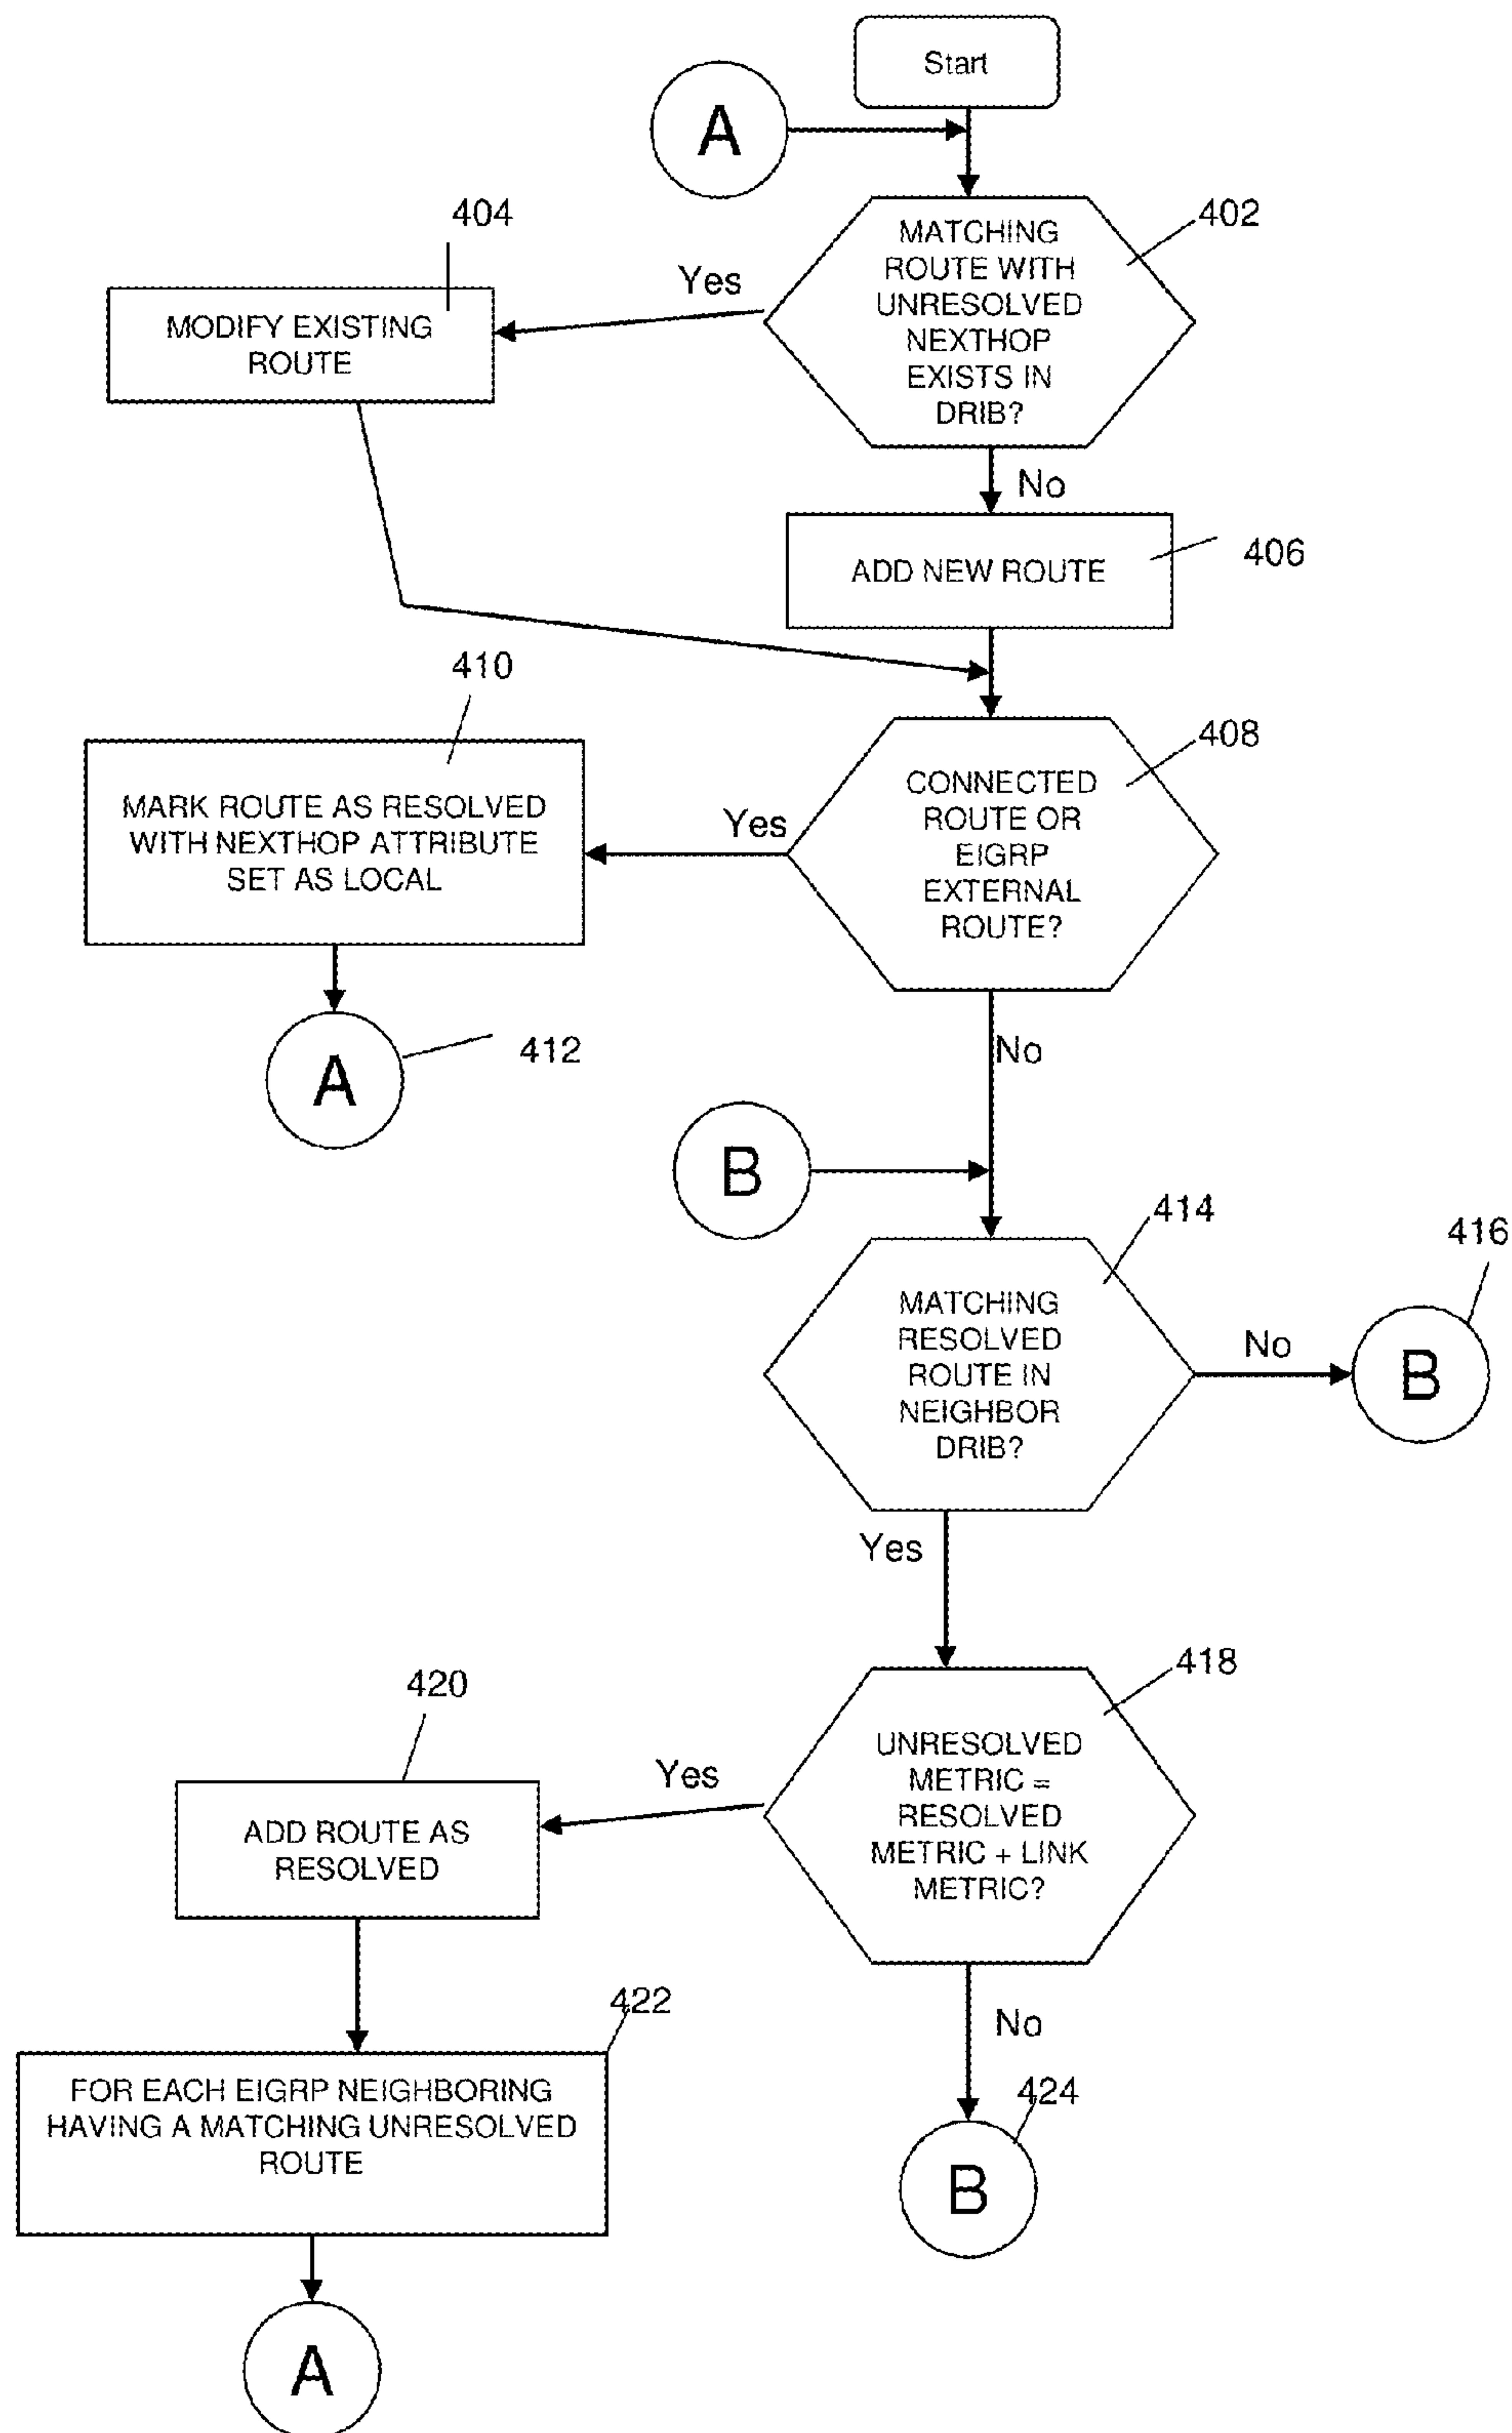 Start
A
404
402
MATCHING
ROUTE WITH
UNRESOLVED
NEXTHOP
EXISTS IN
DRIB?
Yes
MODIFY EXISTING
ROUTE
No
ADD NEW ROUTE
406
410
408
CONNECTED
ROUTE OR
EIGRP
EXTERNAL
ROUTE?
Yes
MARK ROUTE AS RESOLVED
WITH NEXTHOP ATTRIBUTE
SET AS LOCAL
A
412
No
B
414
416
MATCHING
RESOLVED
ROUTE IN
NEIGHBOR
DRIB?
No
B
Yes
418
420
UNRESOLVED
METRIC =
RESOLVED
METRIC + LINK
METRIC?
Yes
ADD ROUTE AS
RESOLVED
422
No
FOR EACH EIGRP NEIGHBORING
HAVING A MATCHING UNRESOLVED
ROUTE
424
B
A